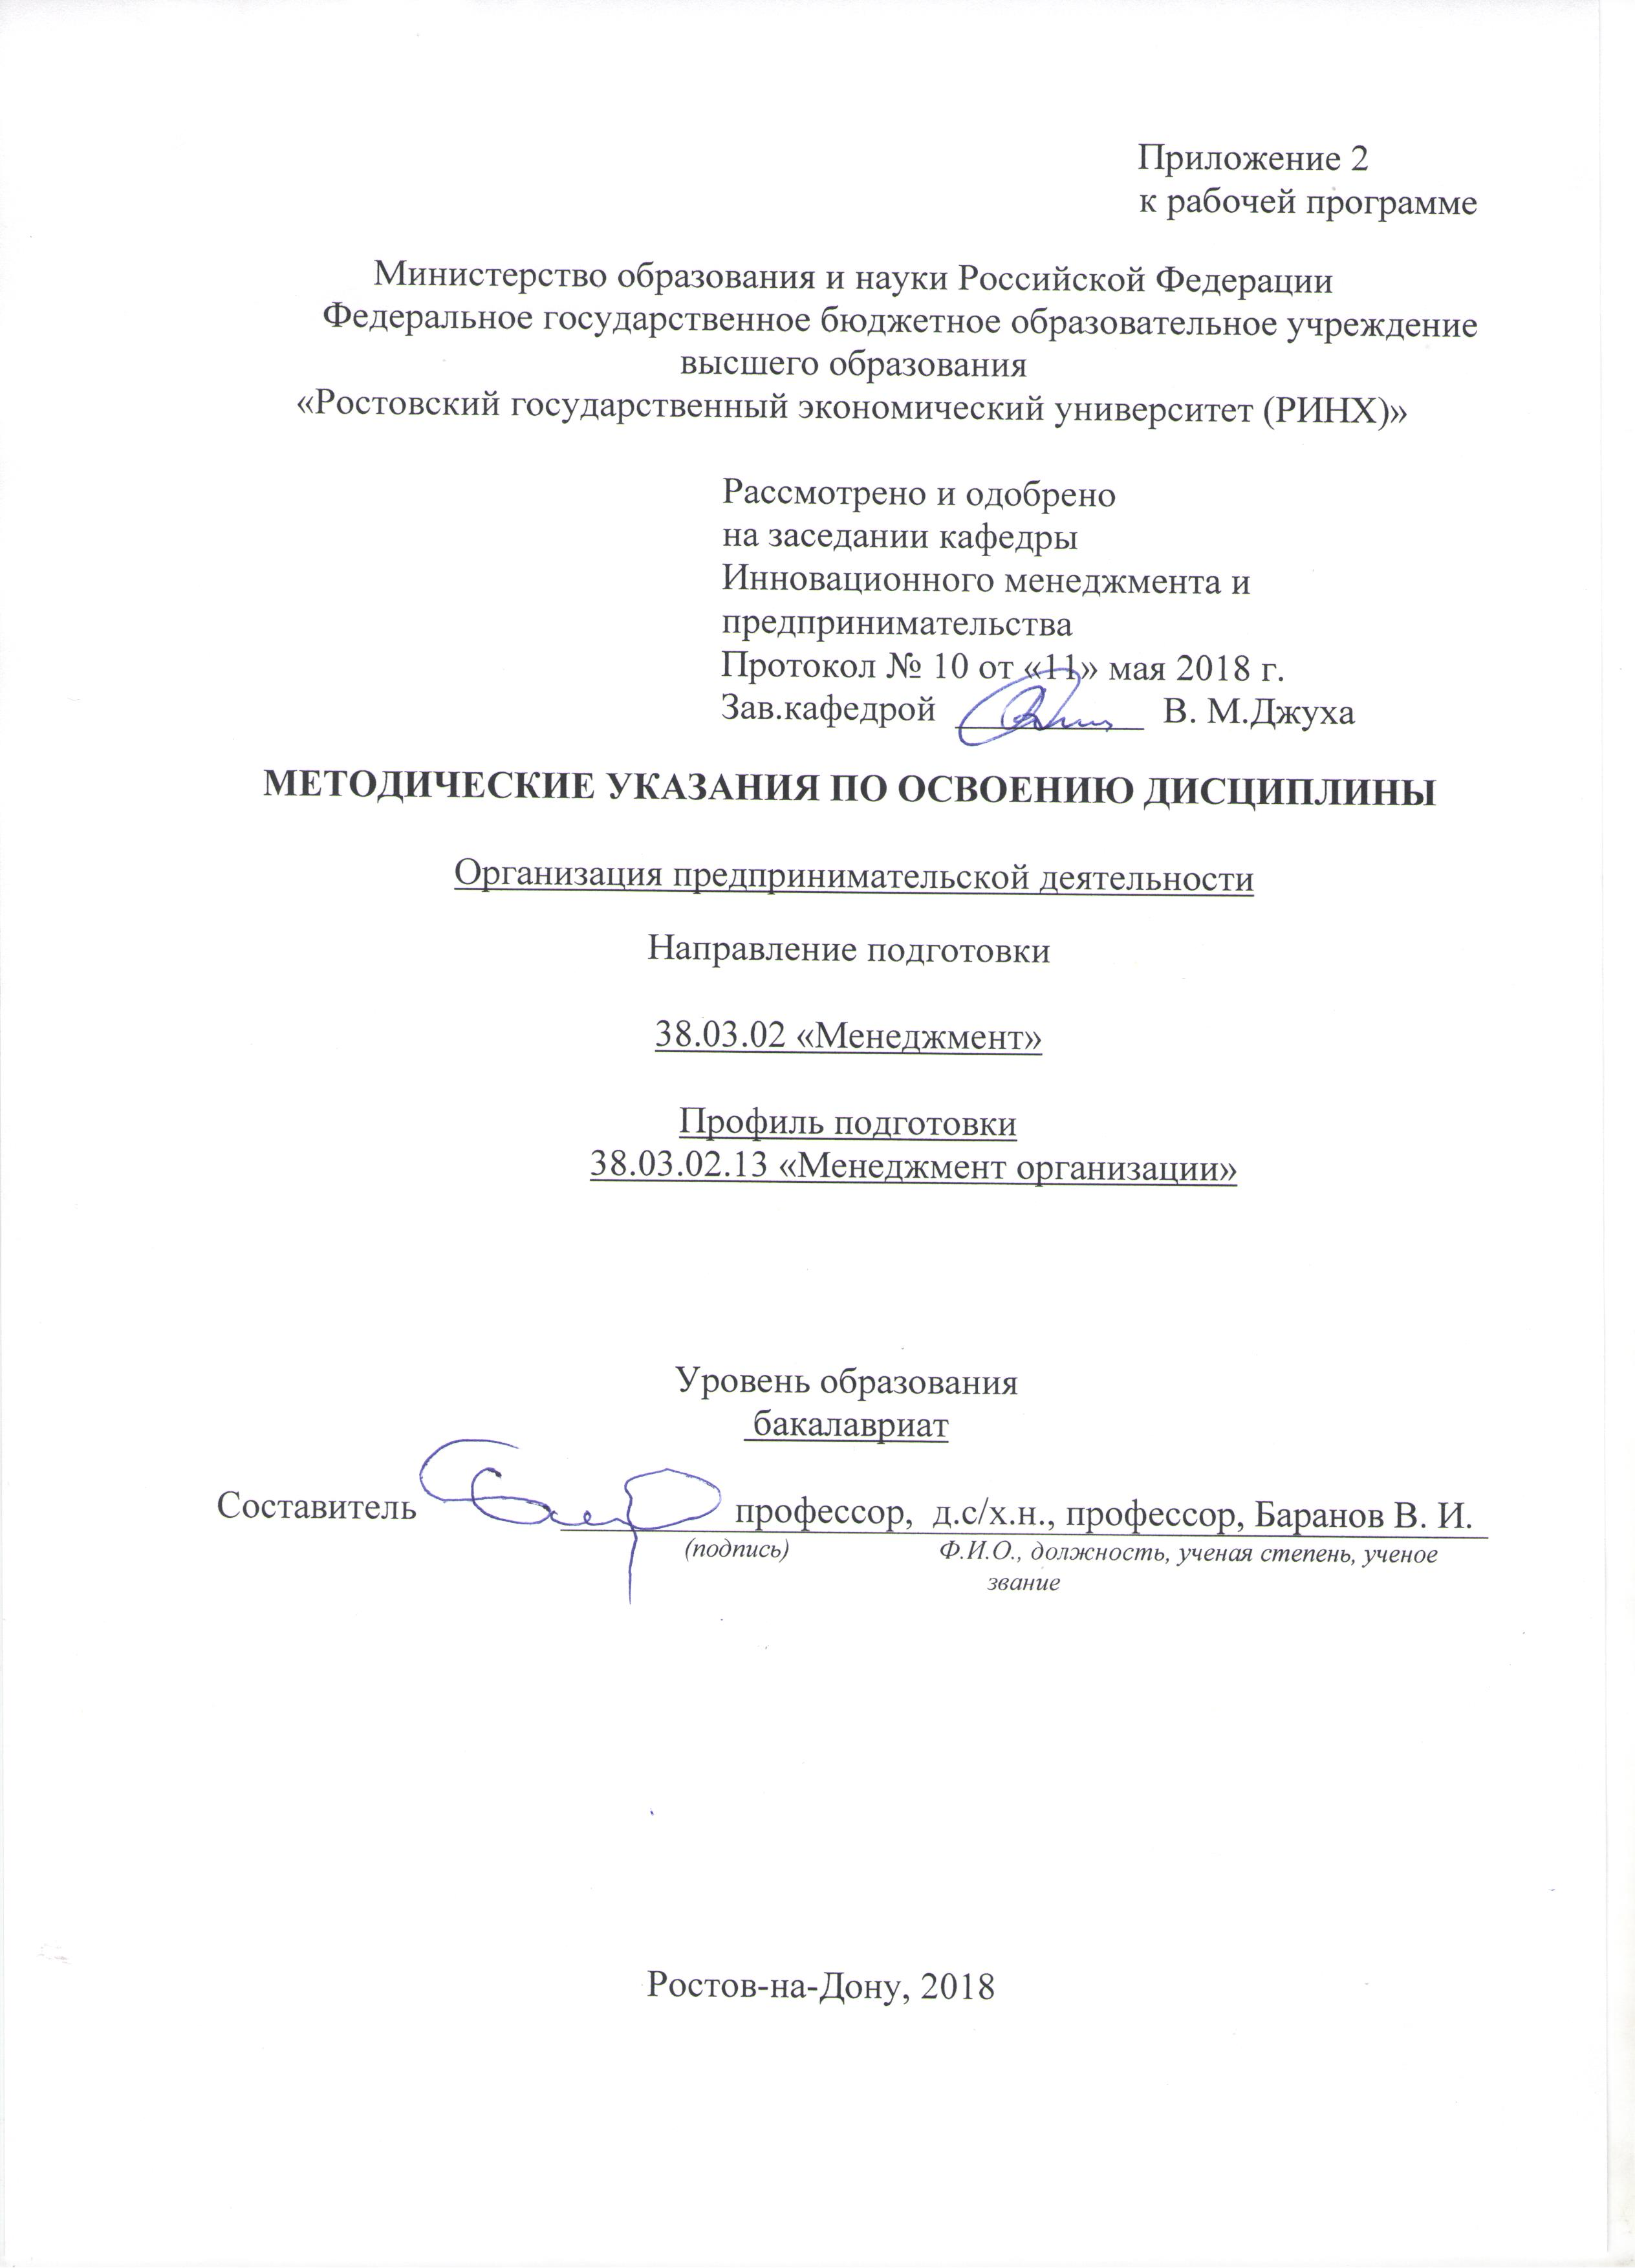 Приложение 2
к рабочей программе
Министерство образования и науки Российской Федерации
Федеральное государственное бюджетное образовательное учреждение
высшего образования
«Ростовский государственный экономический университет (РИНХ)»
Рассмотрено и одобрено
на заседании кафедры
Инновационного менеджмента и
предпринимательства
Протокол № 10 от «11» мая 2018 г.
Зав.кафедрой __________ В. М.Джуха
МЕТОДИЧЕСКИЕ УКАЗАНИЯ ПО ОСВОЕНИЮ ДИСЦИПЛИНЫ
Организация предпринимательской деятельности
Направление подготовки
38.03.02 «Менеджмент»
Профиль подготовки
38.03.02.13 «Менеджмент организации»
Уровень образования
бакалавриат
Составитель профессор, д.с/х.н., профессор, Баранов В. И.
(подпись) Ф.И.О., должность, ученая степень, ученое
звание
Ростов-на-Дону, 2018